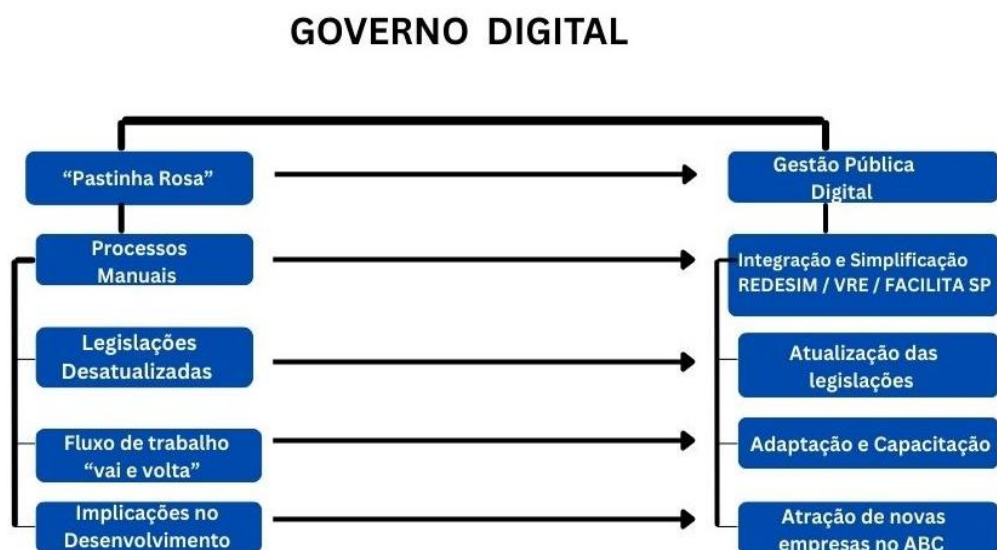 GOVERNO DIGITAL
“Pastinha Rosa”
Gestão Pública
Digital
Processos
Manuais
Integração e Simplificação
REDESIM / VRE / FACILITA SP
Legislações
Desatualizadas
Atualização das
legislações
Fluxo de trabalho
“vai e volta”
Adaptação e Capacitação
Implicações no
Desenvolvimento
Atração de novas
empresas no ABC